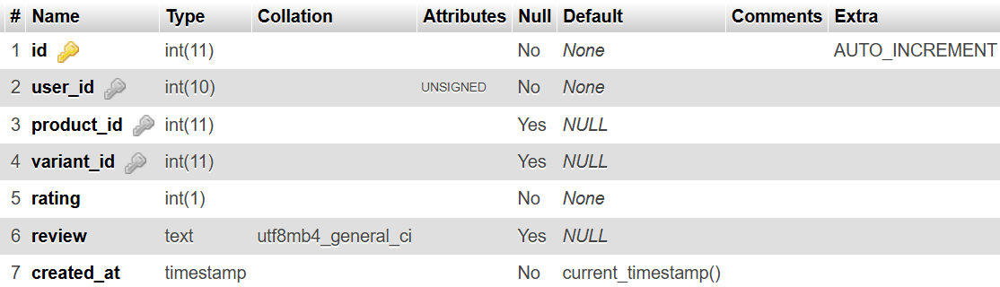 # Name Type Collation Attributes Null Default Comments Extra
1 id int(11) No None AUTO_INCREMENT
2 user_id int(10) UNSIGNED No None
3 product_id int(11) Yes NULL
4 variant_id int(11) Yes NULL
5 rating int(1) No None
6 review text utf8mb4_general_ci Yes NULL
7 created_at timestamp No current_timestamp()